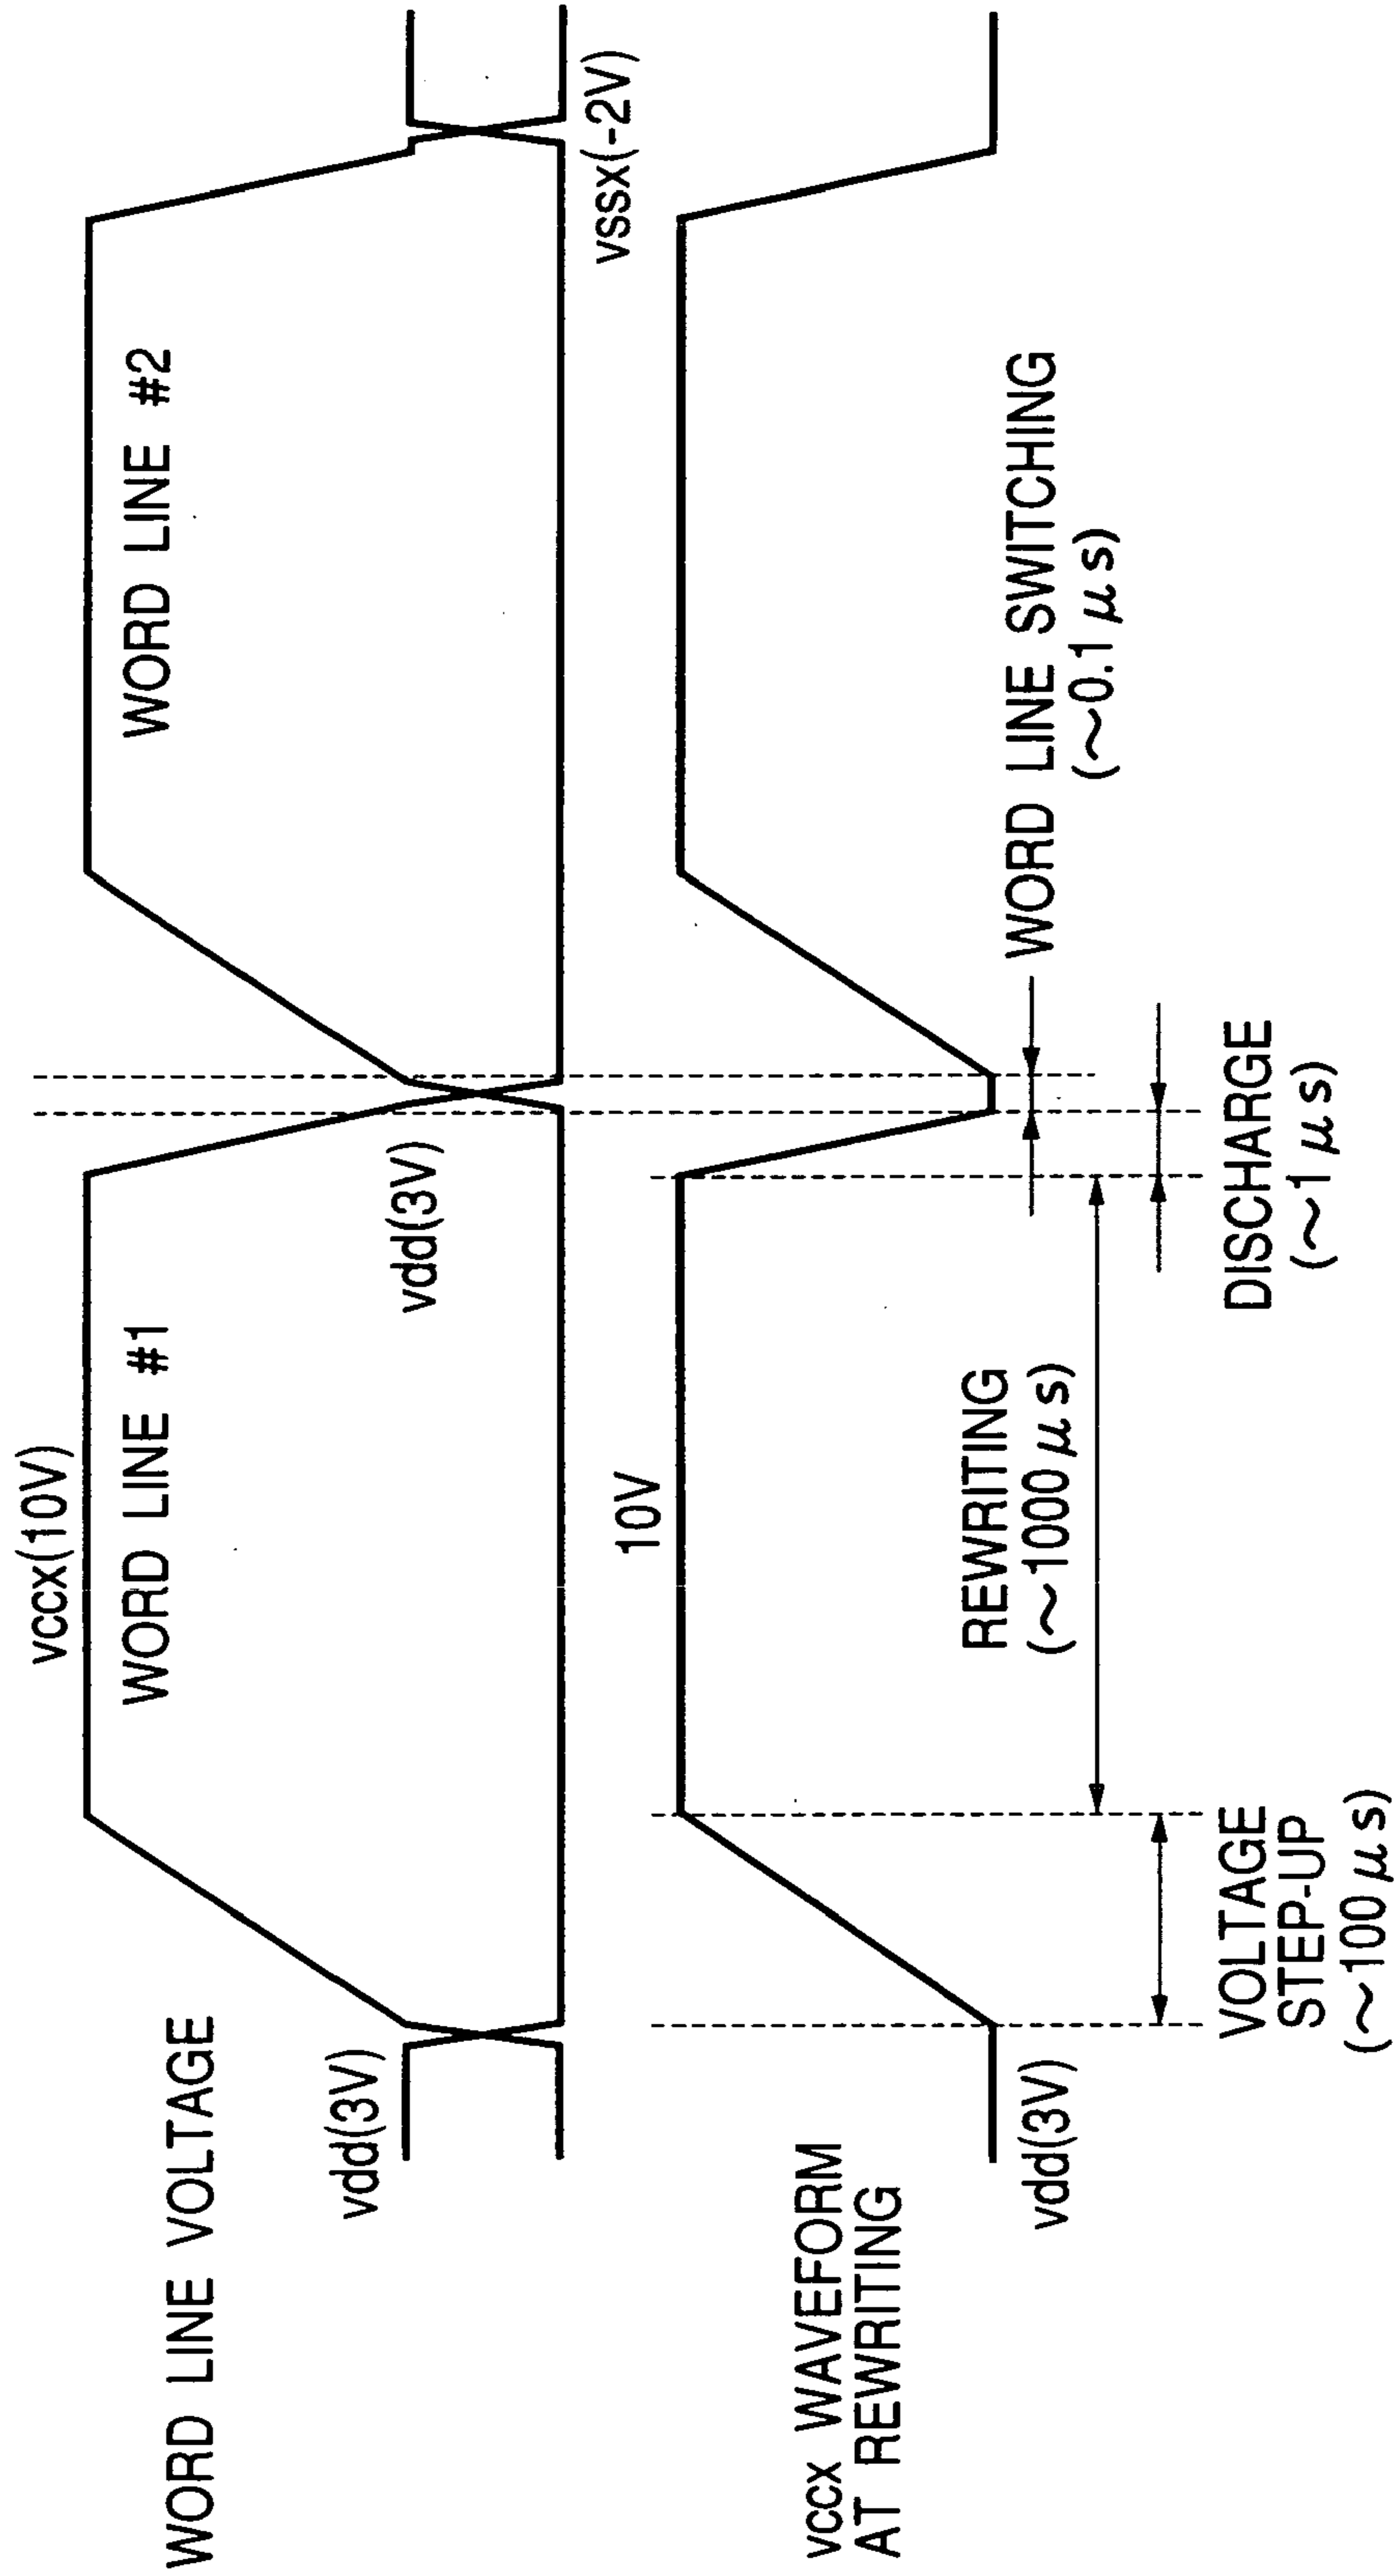 WORD LINE VOLTAGE
vccx(10V)
WORD LINE #1
WORD LINE #2
vdd(3V)
vdd(3V)
vssx(-2V)
vccx WAVEFORM
AT REWRITING
10V
vdd(3V)
REWRITING
(~1000μs)
WORD LINE SWITCHING
(~0.1μs)
VOLTAGE
STEP-UP
(~100μs)
DISCHARGE
(~1μs)